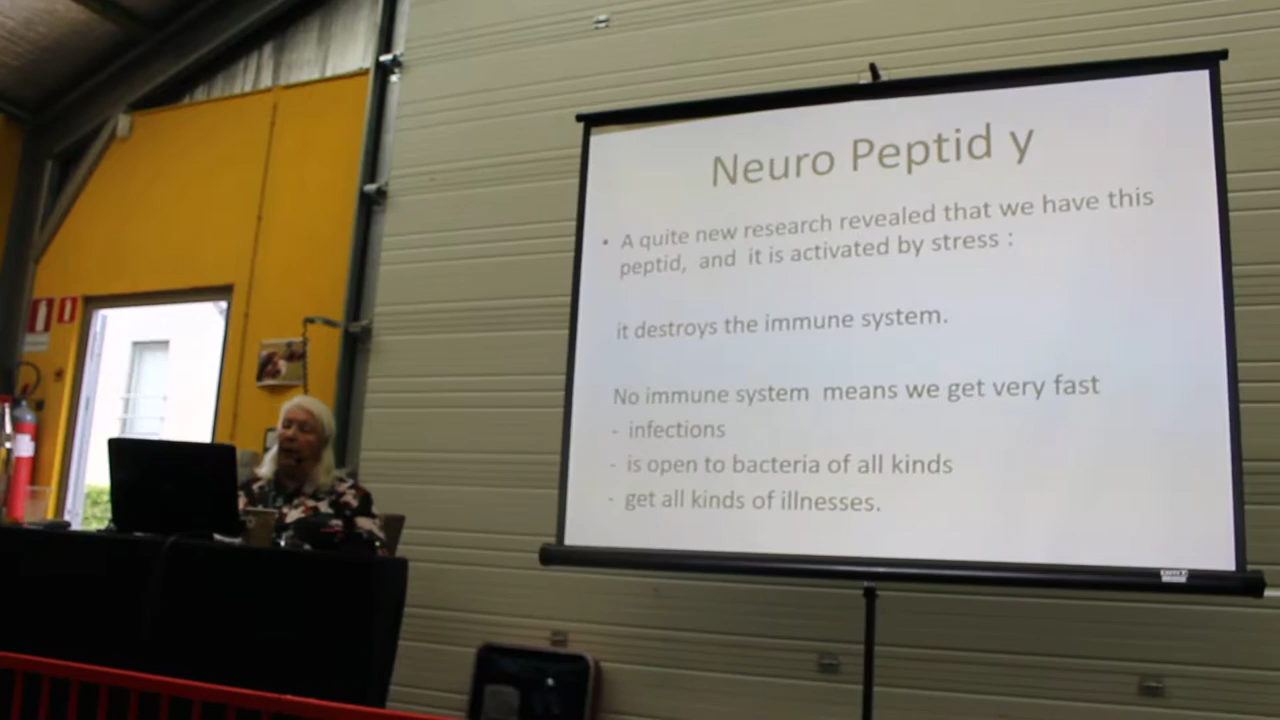 Neuro Peptid y
• A quite new research revealed that we have this
peptid, and it is activated by stress :
it destroys the immune system.
No immune system means we get very fast
- infections
- is open to bacteria of all kinds
- get all kinds of illnesses.